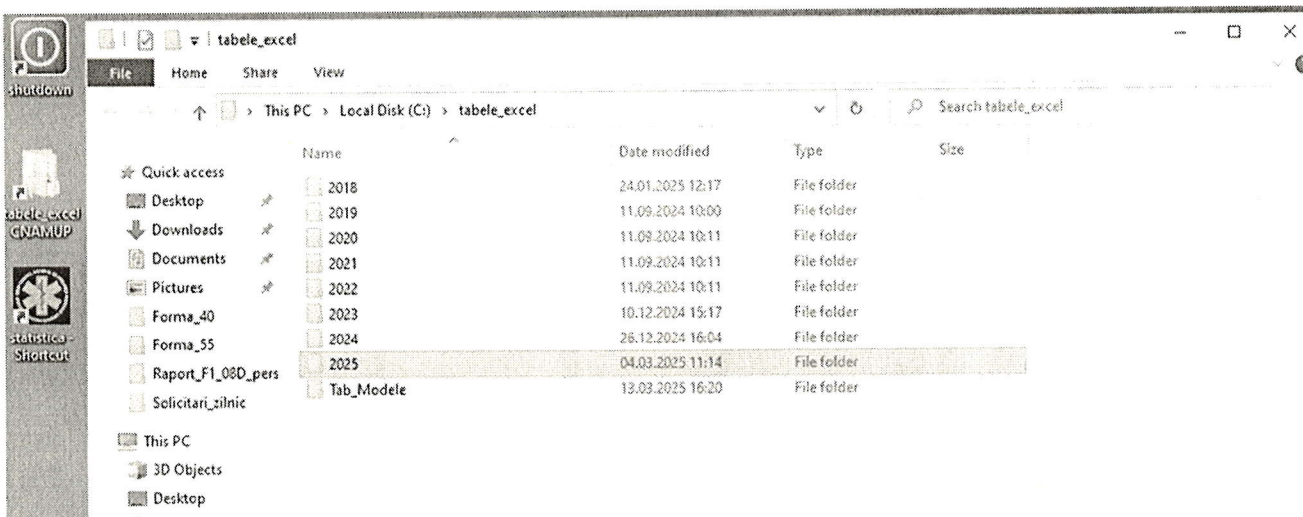 tabele_excel
File Home Share View
This PC > Local Disk (C:) > tabele_excel
Search tabele_excel
shutdown
tabele_excel
CNAMUP
statistica -
Shortcut
Quick access
Desktop
Downloads
Documents
Pictures
Forma_40
Forma_55
Raport_F1_08D_pers
Solicitari_zilnic
This PC
3D Objects
Desktop
Name Date modified Type Size
2018 24.01.2025 12:17 File folder
2019 11.09.2024 10:00 File folder
2020 11.09.2024 10:11 File folder
2021 11.09.2024 10:11 File folder
2022 11.09.2024 10:11 File folder
2023 10.12.2024 15:17 File folder
2024 26.12.2024 16:04 File folder
2025 04.03.2025 11:14 File folder
Tab_Modele 13.03.2025 16:20 File folder